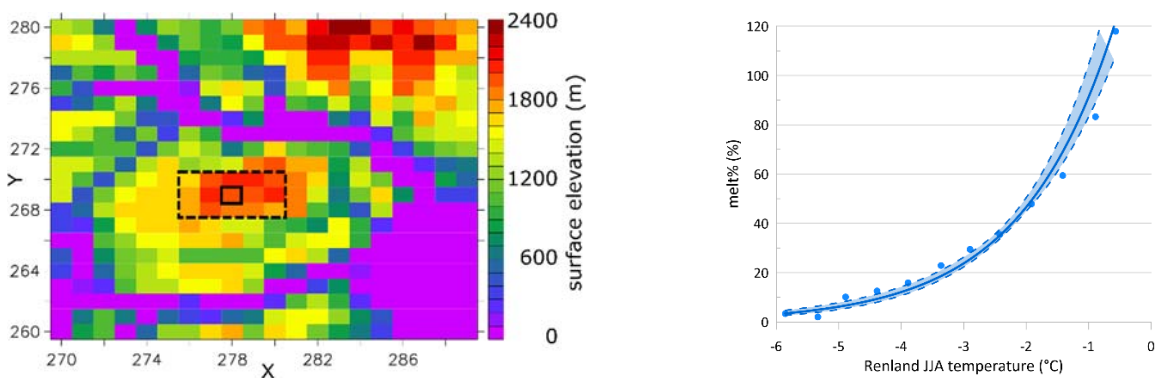 280
276
272
268
264
260
Y
270 274 278 282 286
X
2400
1800
1200
600
0
surface elevation (m)
120
100
80
60
40
20
0
melt% (%)
-6 -5 -4 -3 -2 -1 0
Renland JJA temperature (°C)